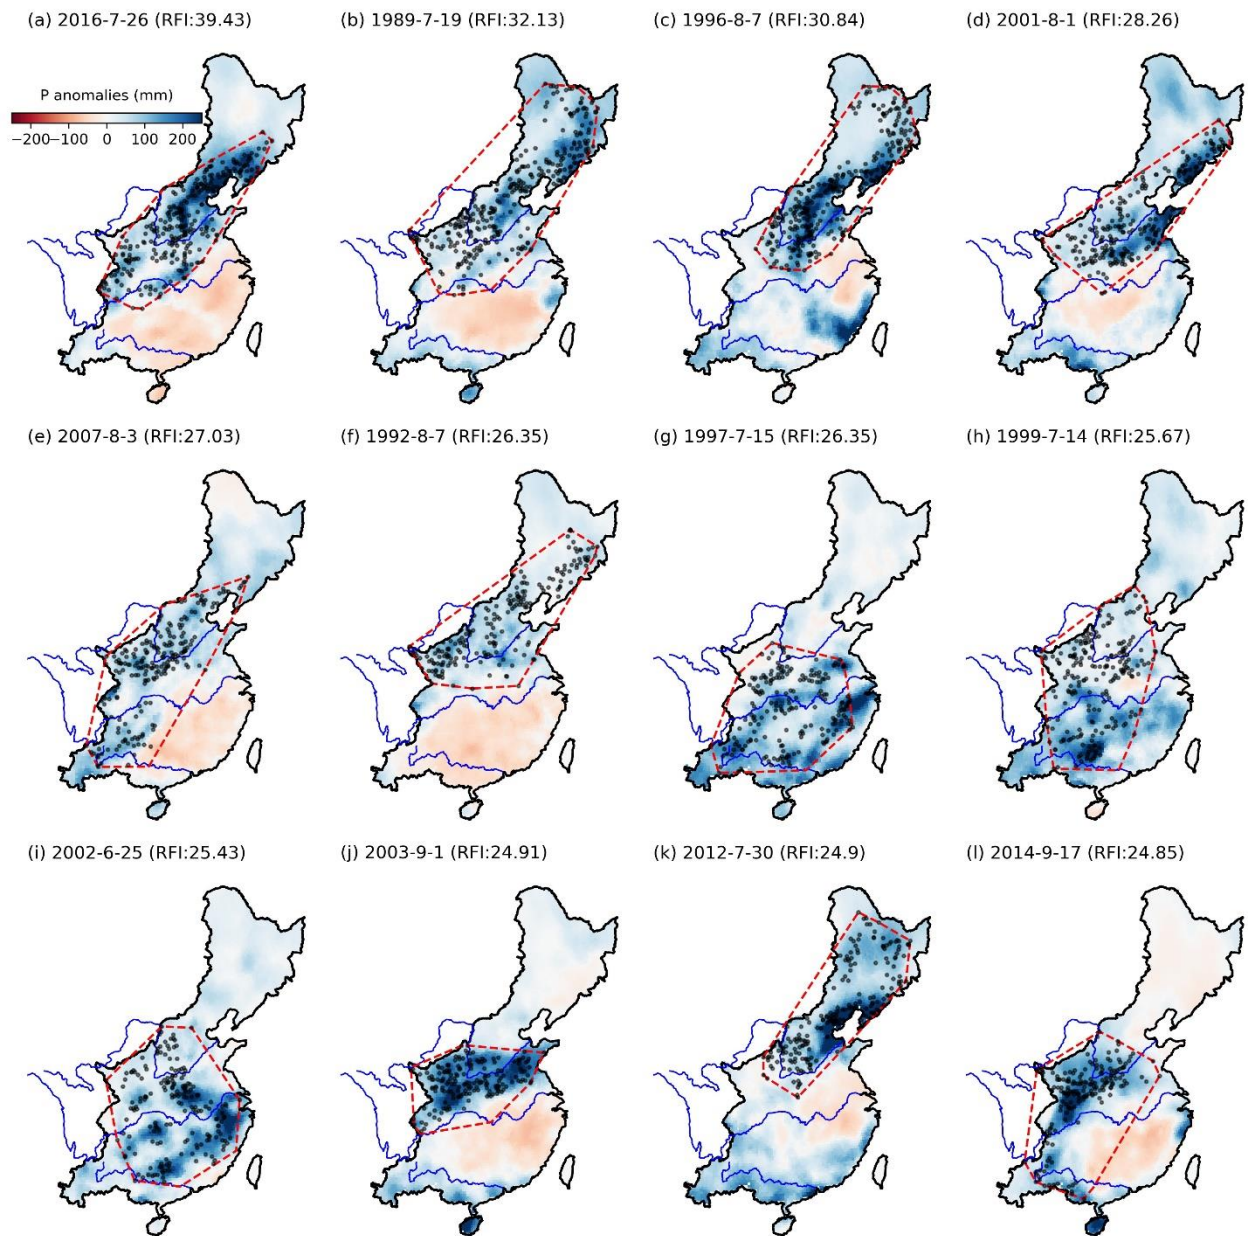 (a) 2016-7-26 (RFI:39.43)
(b) 1989-7-19 (RFI:32.13)
(c) 1996-8-7 (RFI:30.84)
(d) 2001-8-1 (RFI:28.26)
P anomalies (mm)
−200 −100 0 100 200
(e) 2007-8-3 (RFI:27.03)
(f) 1992-8-7 (RFI:26.35)
(g) 1997-7-15 (RFI:26.35)
(h) 1999-7-14 (RFI:25.67)
(i) 2002-6-25 (RFI:25.43)
(j) 2003-9-1 (RFI:24.91)
(k) 2012-7-30 (RFI:24.9)
(l) 2014-9-17 (RFI:24.85)